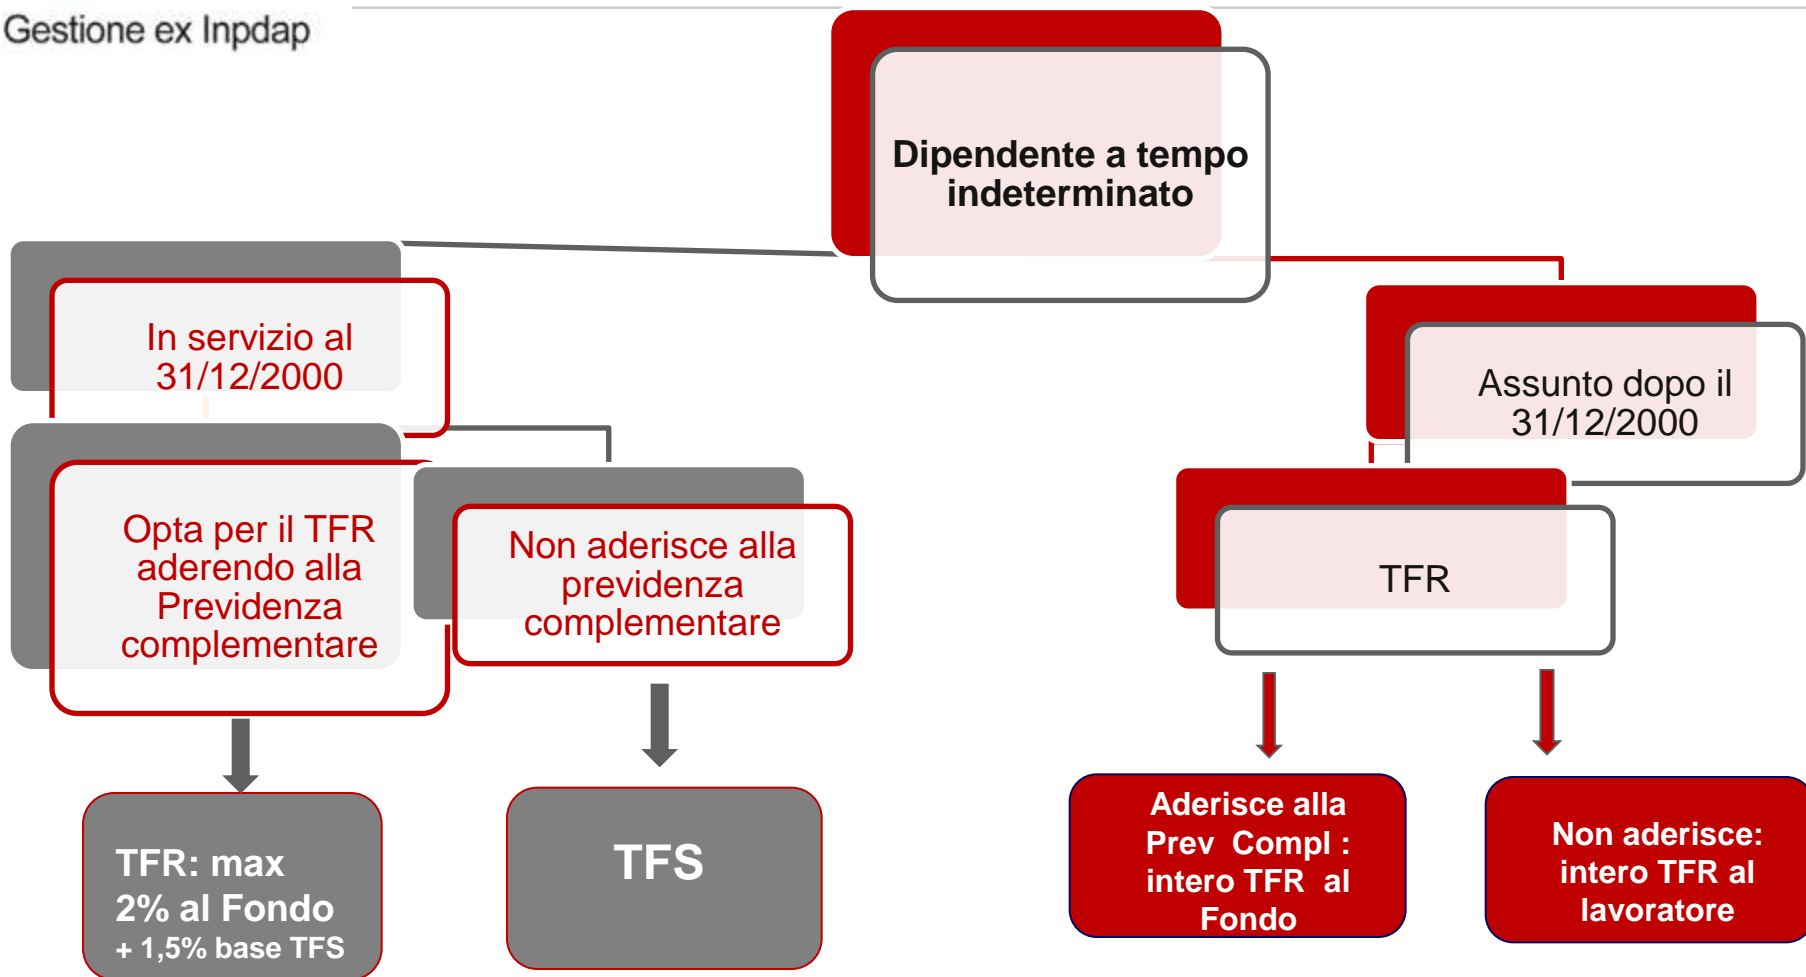 Gestione ex Inpdap
Dipendente a tempo
indeterminato
In servizio al
31/12/2000
Assunto dopo il
31/12/2000
Opta per il TFR
aderendo alla
Previdenza
complementare
Non aderisce alla
previdenza
complementare
TFR
TFR: max
2% al Fondo
+ 1,5% base TFS
TFS
Aderisce alla
Prev Compl :
intero TFR al
Fondo
Non aderisce:
intero TFR al
lavoratore